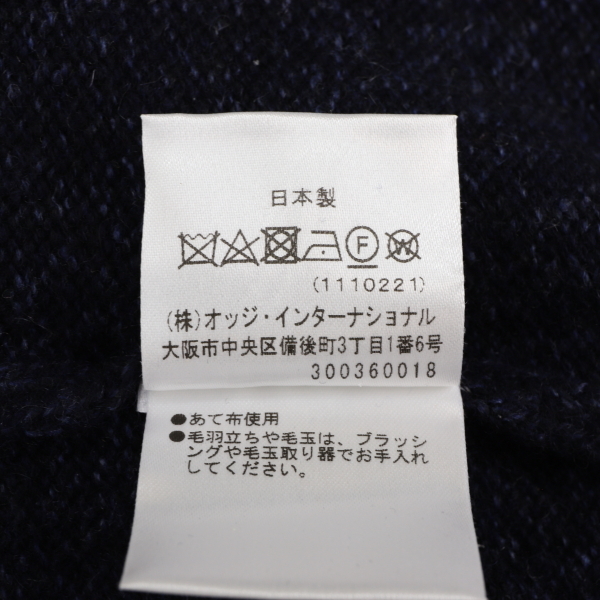 日本製
F W
(1110221)
(株)オッジ・インターナショナル
大阪市中央区備後町3丁目1番6号
300360018
●あて布使用
●毛羽立ちや毛玉は、ブラッシ
ングや毛玉取り器でお手入れ
してください。